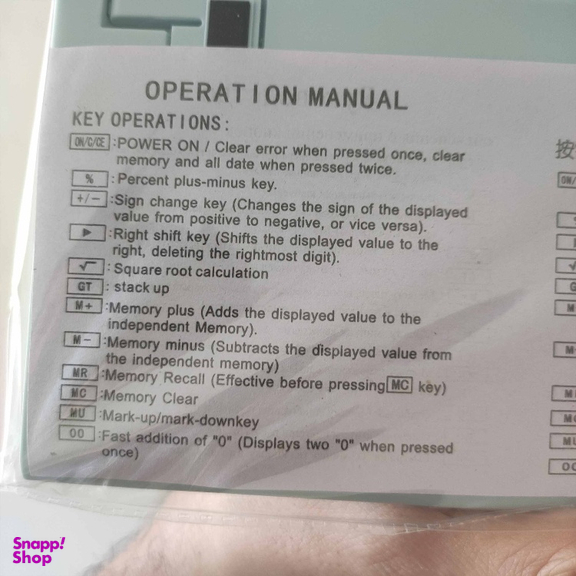 OPERATION MANUAL
KEY OPERATIONS:
ON/C/CE :POWER ON / Clear error when pressed once, clear
memory and all date when pressed twice.
% : Percent plus-minus key.
+/− :Sign change key (Changes the sign of the displayed
value from positive to negative, or vice versa).
▶ : Right shift key (Shifts the displayed value to the
right, deleting the rightmost digit).
√ : Square root calculation
GT : stack up
M+ :Memory plus (Adds the displayed value to the
independent Memory).
M− :Memory minus (Subtracts the displayed value from
the independent memory)
MR :Memory Recall (Effective before pressing MC key)
MC :Memory Clear
MU :Mark-up/mark-downkey
00 :Fast addition of "0" (Displays two "0" when pressed
once)
按
Snapp!
Shop